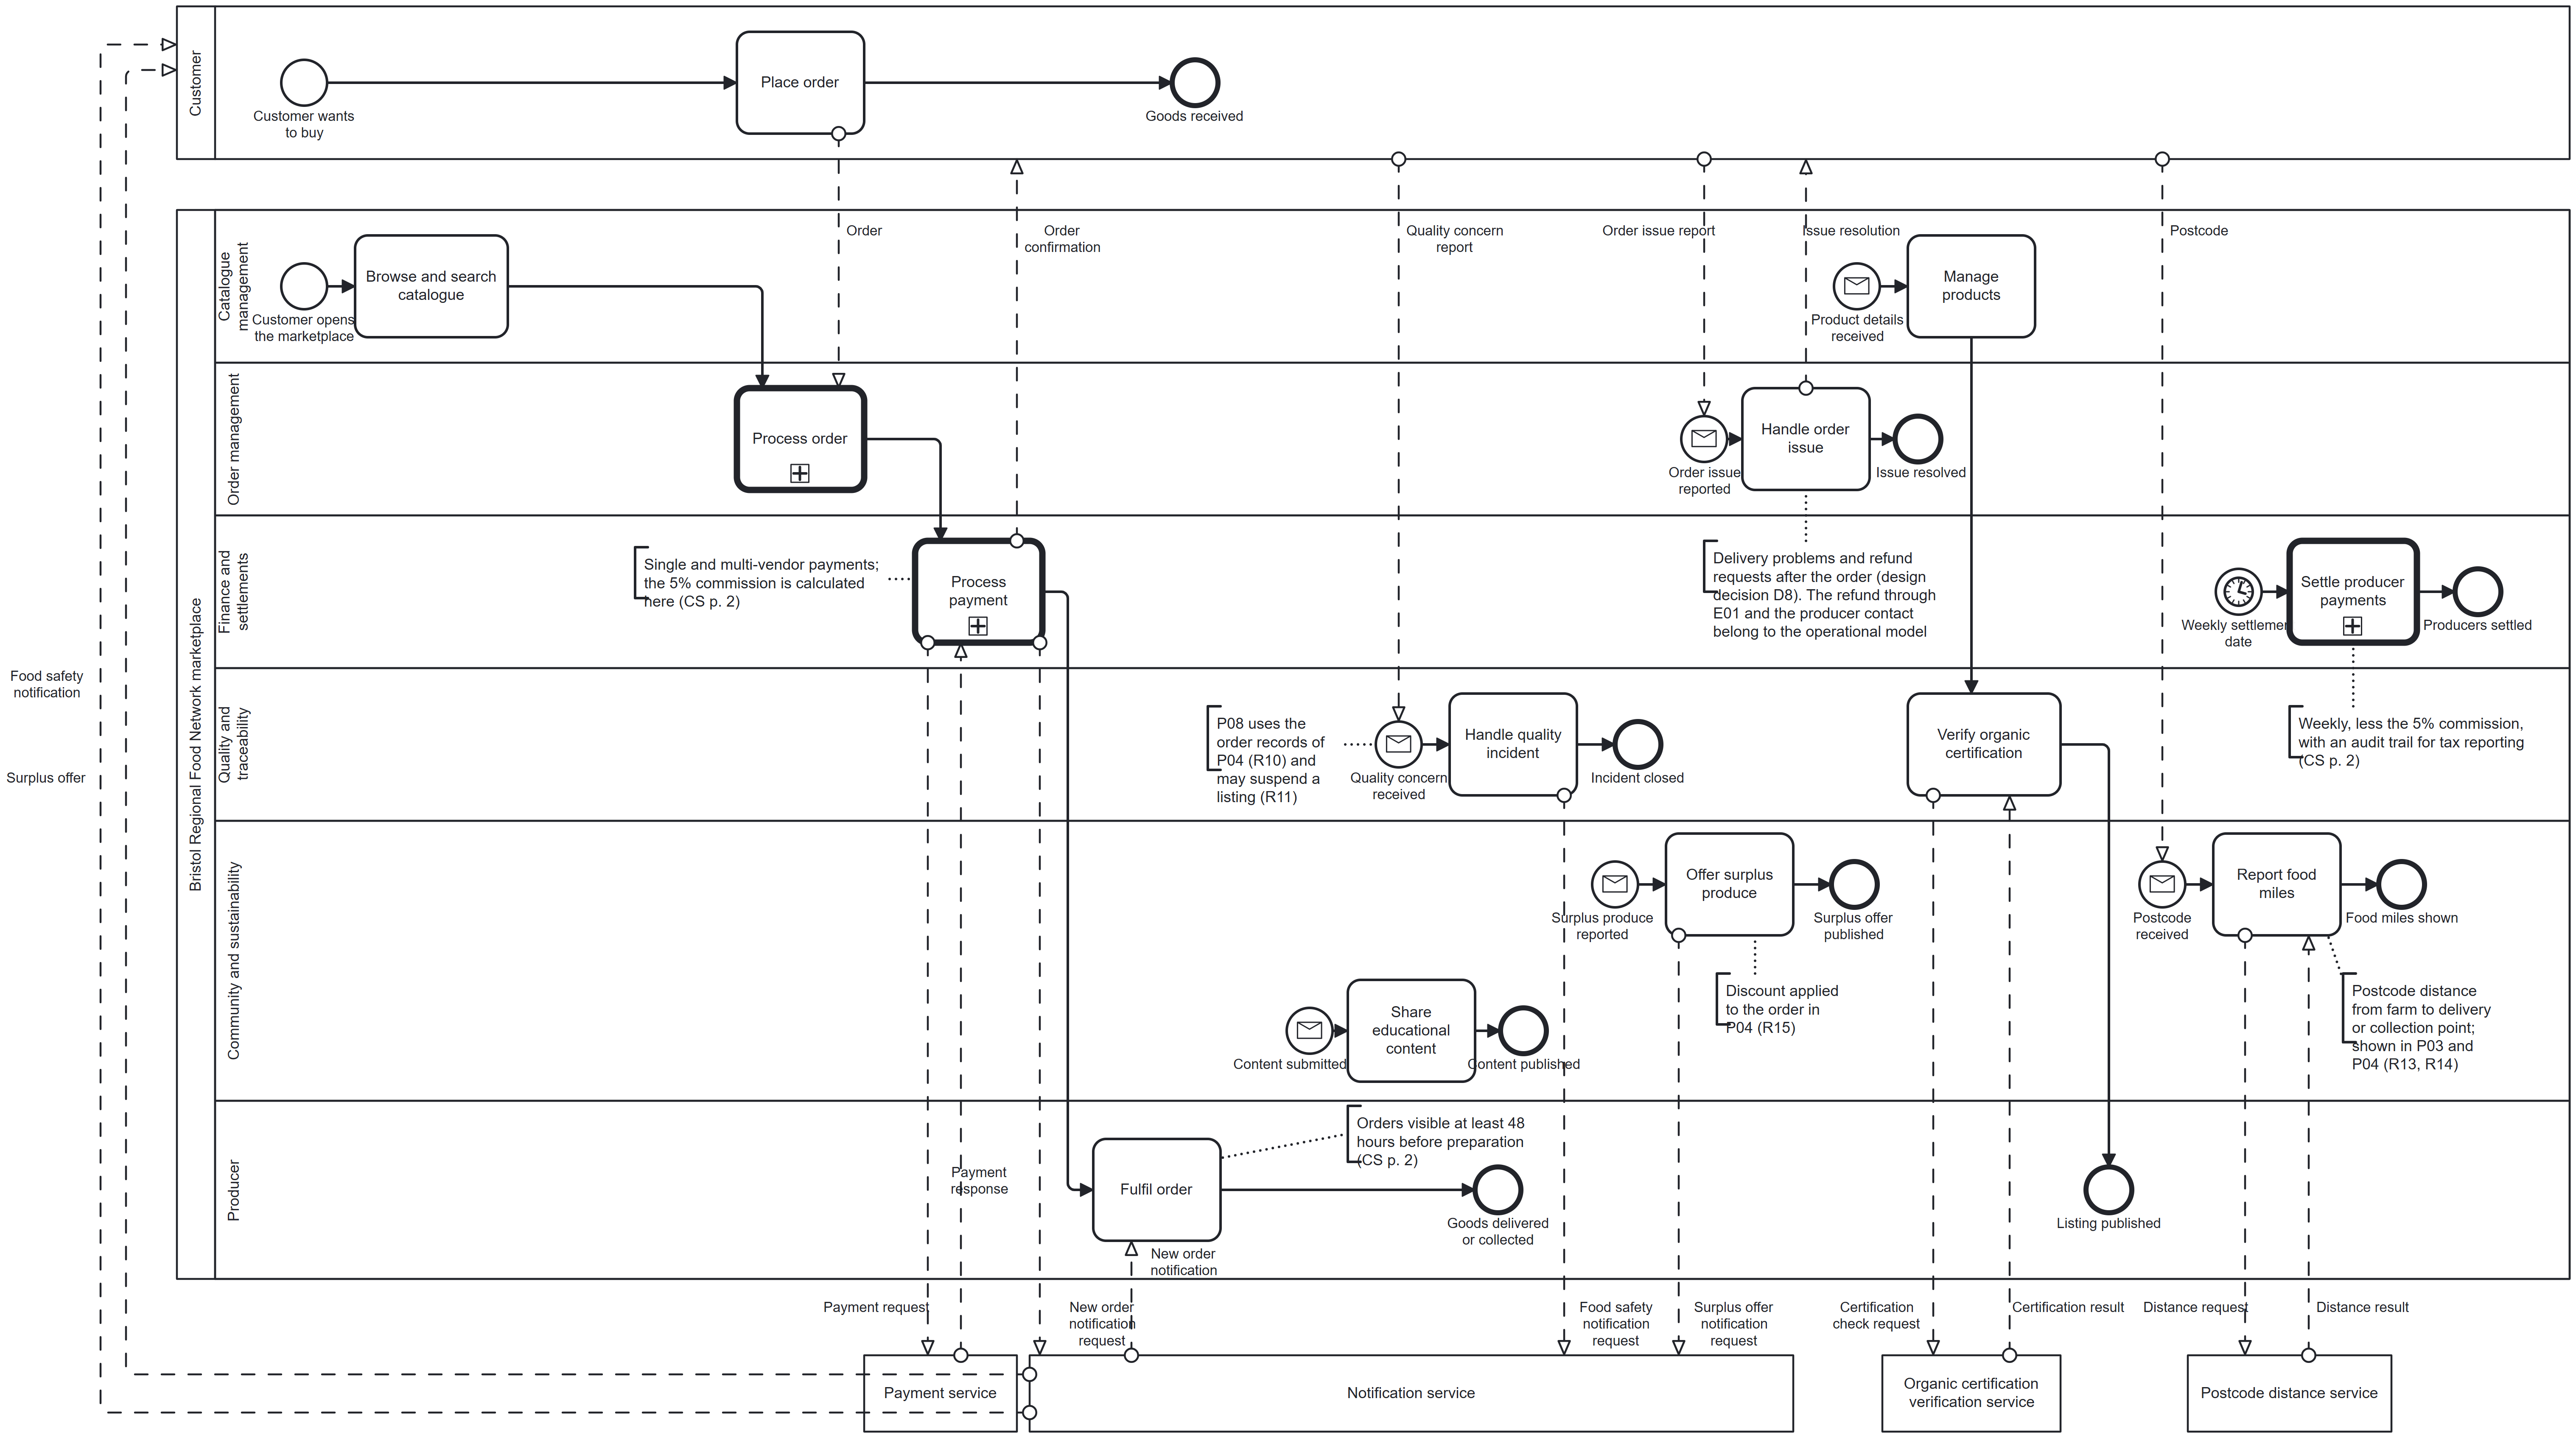 Customer
Customer wants
to buy
Place order
Goods received
Bristol Regional Food Network marketplace
Catalogue
management
Customer opens
the marketplace
Browse and search
catalogue
Order
Order
confirmation
Quality concern
report
Order issue report
Issue resolution
Product details
received
Manage
products
Postcode
Order management
Process order
Order issue
reported
Handle order
issue
Issue resolved
Finance and
settlements
Single and multi-vendor payments;
the 5% commission is calculated
here (CS p. 2)
Process
payment
Delivery problems and refund
requests after the order (design
decision D8). The refund through
E01 and the producer contact
belong to the operational model
Weekly settlemen
date
Settle producer
payments
Producers settled
Food safety
notification
Surplus offer
Quality and
traceability
P08 uses the
order records of
P04 (R10) and
may suspend a
listing (R11)
Quality concern
received
Handle quality
incident
Incident closed
Verify organic
certification
Weekly, less the 5% commission,
with an audit trail for tax reporting
(CS p. 2)
Community and sustainability
Surplus produce
reported
Offer surplus
produce
Surplus offer
published
Postcode
received
Report food
miles
Food miles shown
Content submitted
Share
educational
content
Content published
Discount applied
to the order in
P04 (R15)
Postcode distance
from farm to delivery
or collection point;
shown in P03 and
P04 (R13, R14)
Producer
Payment
response
Fulfil order
Orders visible at least 48
hours before preparation
(CS p. 2)
Goods delivered
or collected
Listing published
New order
notification
Payment request
New order
notification
request
Food safety
notification
request
Surplus offer
notification
request
Certification
check request
Certification result
Distance request
Distance result
Payment service
Notification service
Organic certification
verification service
Postcode distance service